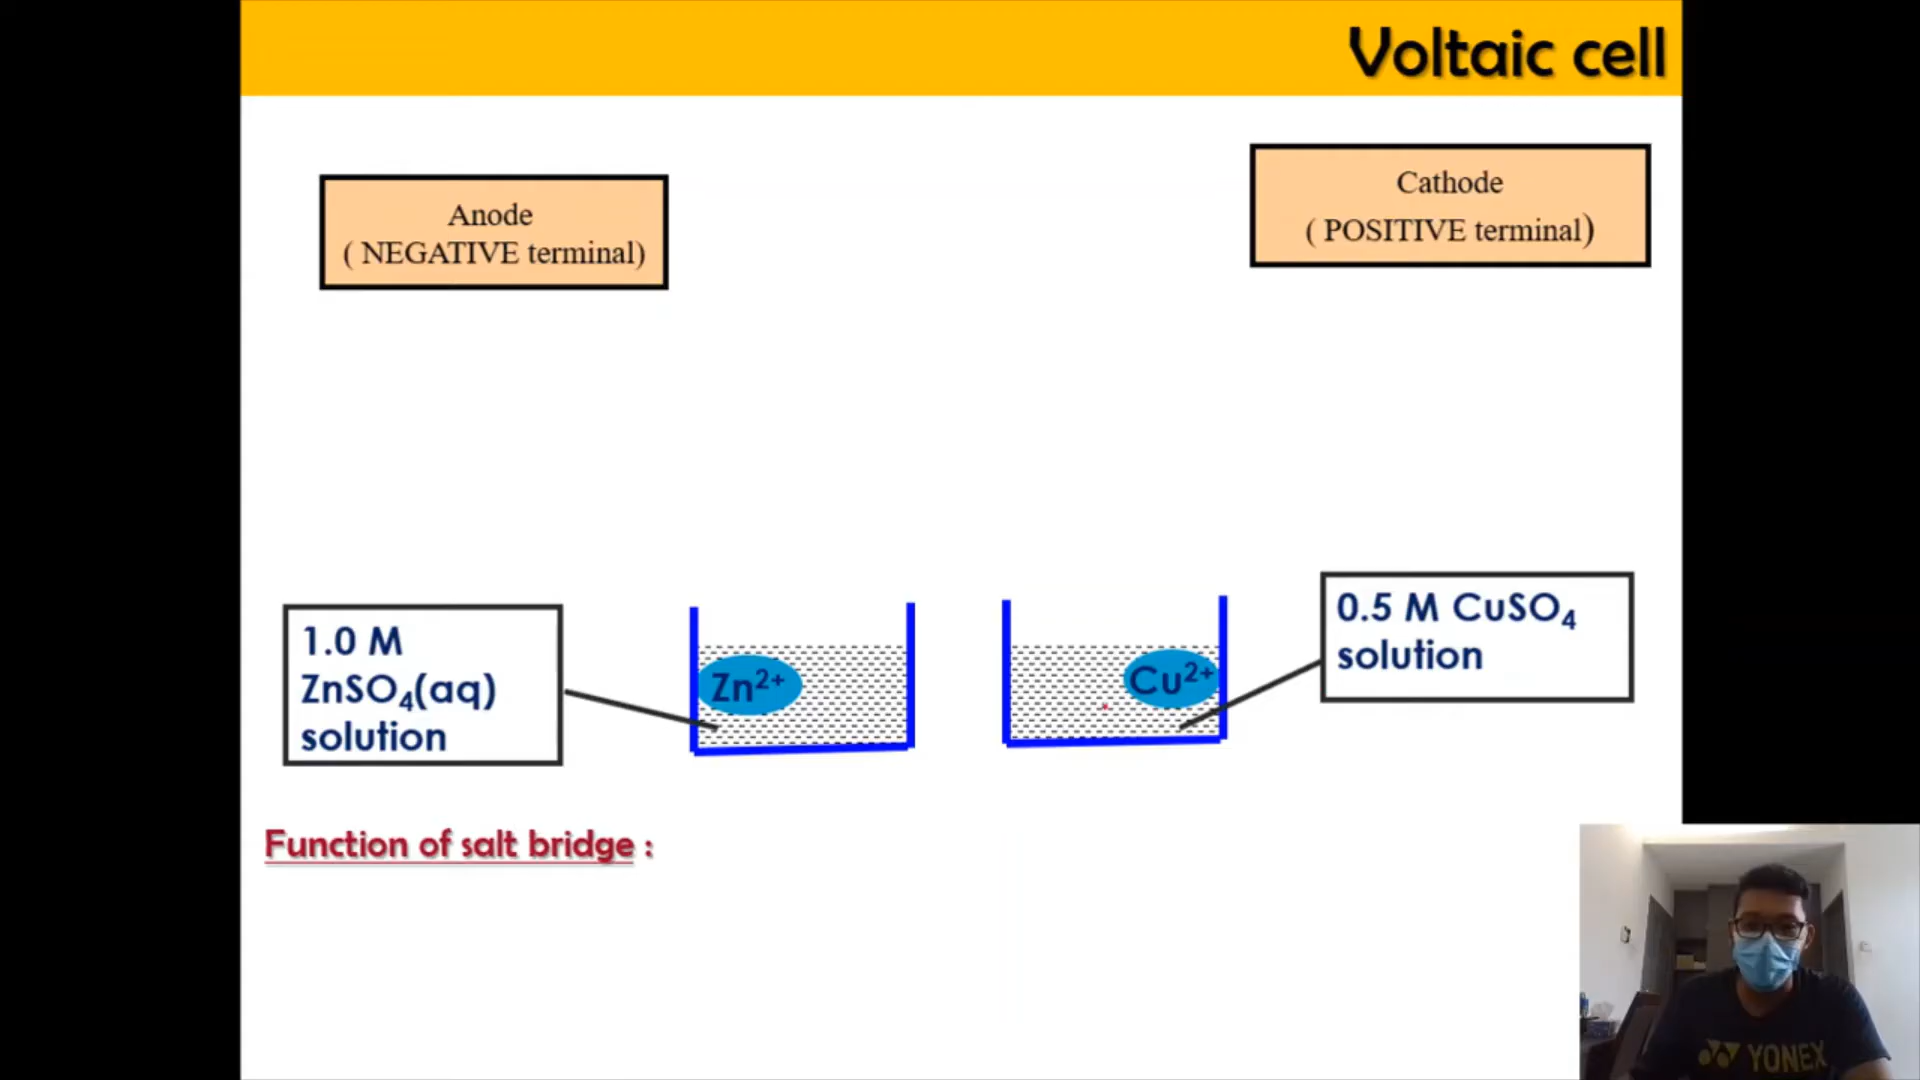 Voltaic cell
Anode
( NEGATIVE terminal)
Cathode
( POSITIVE terminal)
1.0 M
ZnSO₄(aq)
solution
Zn²⁺
Cu²⁺
0.5 M CuSO₄
solution
Function of salt bridge :
YONEX